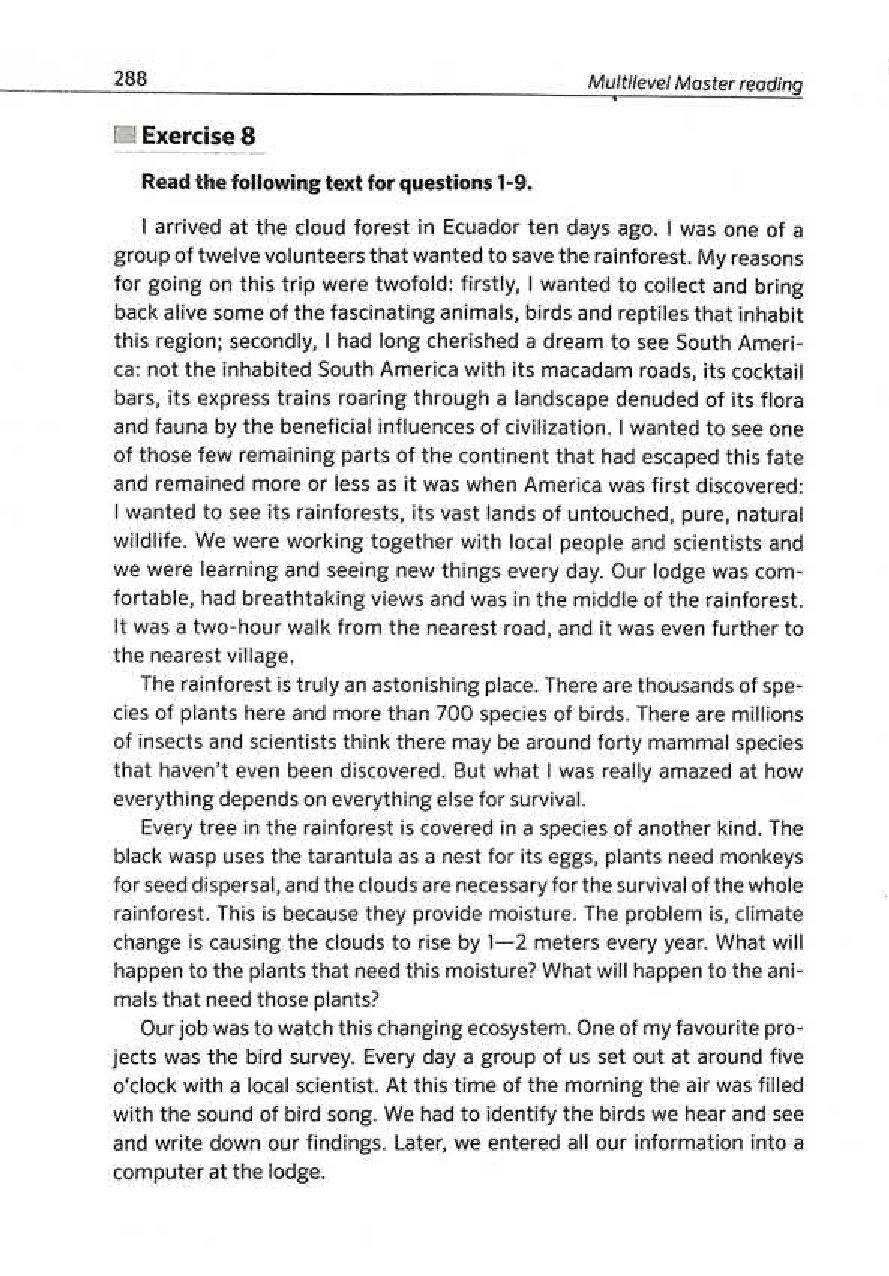 288
Multilevel Master reading
Exercise 8
Read the following text for questions 1-9.
I arrived at the cloud forest in Ecuador ten days ago. I was one of a
group of twelve volunteers that wanted to save the rainforest. My reasons
for going on this trip were twofold: firstly, I wanted to collect and bring
back alive some of the fascinating animals, birds and reptiles that inhabit
this region; secondly, I had long cherished a dream to see South Ameri-
ca: not the inhabited South America with its macadam roads, its cocktail
bars, its express trains roaring through a landscape denuded of its flora
and fauna by the beneficial influences of civilization. I wanted to see one
of those few remaining parts of the continent that had escaped this fate
and remained more or less as it was when America was first discovered:
I wanted to see its rainforests, its vast lands of untouched, pure, natural
wildlife. We were working together with local people and scientists and
we were learning and seeing new things every day. Our lodge was com-
fortable, had breathtaking views and was in the middle of the rainforest.
It was a two-hour walk from the nearest road, and it was even further to
the nearest village.
The rainforest is truly an astonishing place. There are thousands of spe-
cies of plants here and more than 700 species of birds. There are millions
of insects and scientists think there may be around forty mammal species
that haven't even been discovered. But what I was really amazed at how
everything depends on everything else for survival.
Every tree in the rainforest is covered in a species of another kind. The
black wasp uses the tarantula as a nest for its eggs, plants need monkeys
for seed dispersal, and the clouds are necessary for the survival of the whole
rainforest. This is because they provide moisture. The problem is, climate
change is causing the clouds to rise by 1—2 meters every year. What will
happen to the plants that need this moisture? What will happen to the ani-
mals that need those plants?
Our job was to watch this changing ecosystem. One of my favourite pro-
jects was the bird survey. Every day a group of us set out at around five
o'clock with a local scientist. At this time of the morning the air was filled
with the sound of bird song. We had to identify the birds we hear and see
and write down our findings. Later, we entered all our information into a
computer at the lodge.